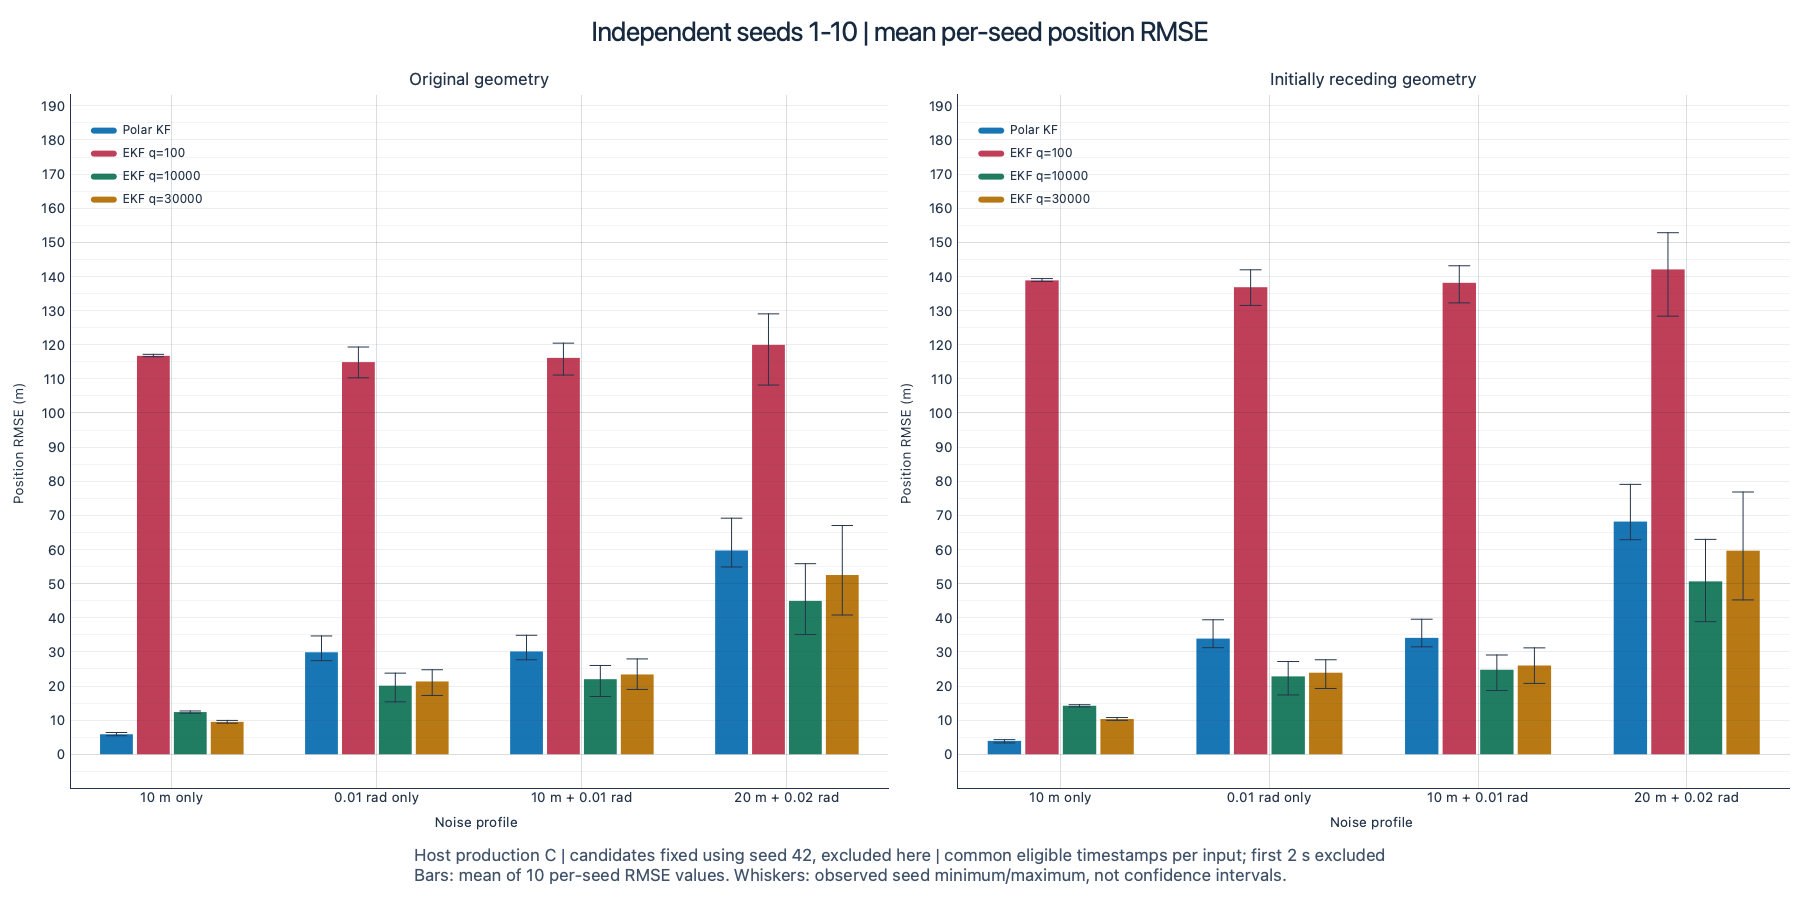 Independent seeds 1-10 | mean per-seed position RMSE
Original geometry
190
180
170
160
150
140
130
120
110
100
90
80
70
60
50
40
30
20
10
0
Position RMSE (m)
Polar KF
EKF q=100
EKF q=10000
EKF q=30000
10 m only
0.01 rad only
10 m + 0.01 rad
20 m + 0.02 rad
Noise profile
Initially receding geometry
190
180
170
160
150
140
130
120
110
100
90
80
70
60
50
40
30
20
10
0
Position RMSE (m)
Polar KF
EKF q=100
EKF q=10000
EKF q=30000
10 m only
0.01 rad only
10 m + 0.01 rad
20 m + 0.02 rad
Noise profile
Host production C | candidates fixed using seed 42, excluded here | common eligible timestamps per input; first 2 s excluded
Bars: mean of 10 per-seed RMSE values. Whiskers: observed seed minimum/maximum, not confidence intervals.